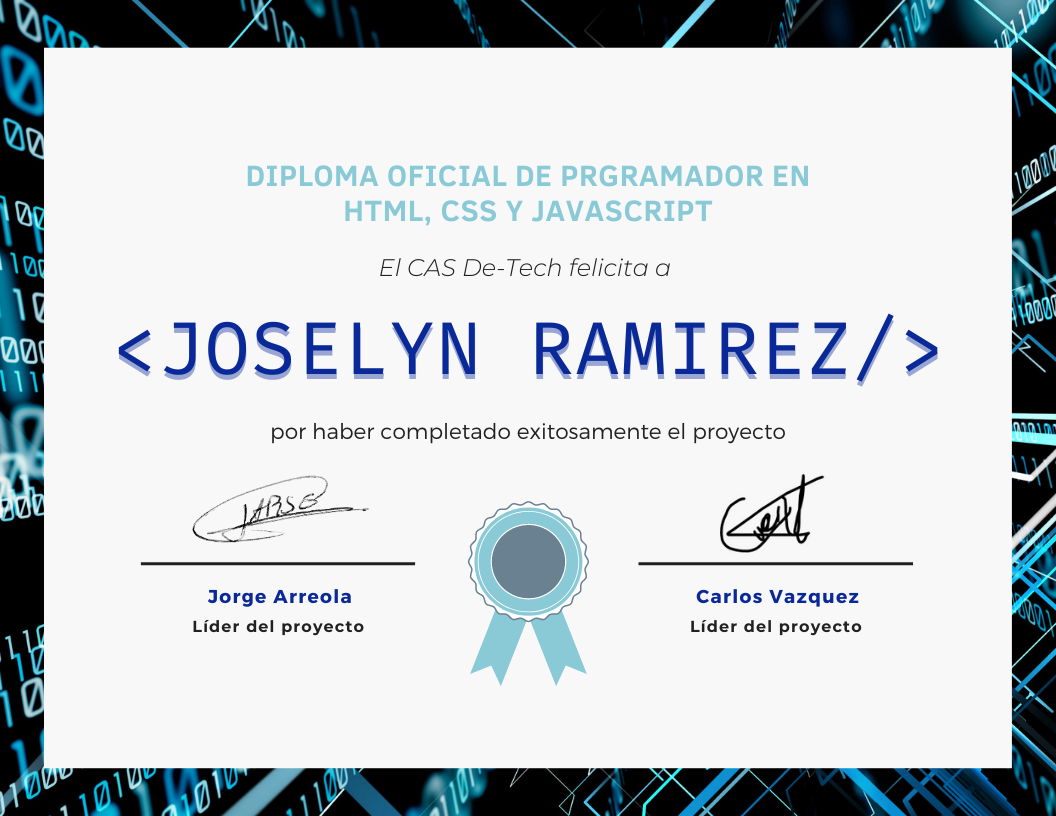 DIPLOMA OFICIAL DE PRGRAMADOR EN
HTML, CSS Y JAVASCRIPT
El CAS De-Tech felicita a
<JOSELYN RAMIREZ/>
por haber completado exitosamente el proyecto
Jorge Arreola
Líder del proyecto
Carlos Vazquez
Líder del proyecto